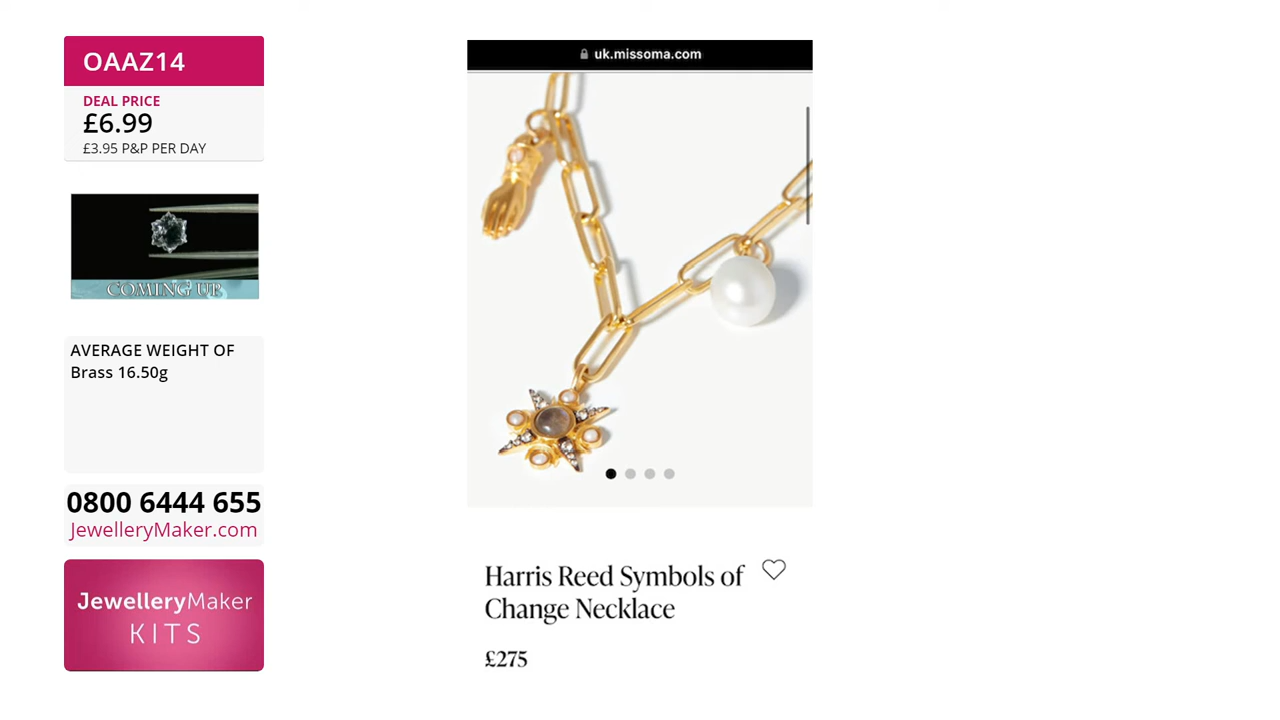 OAAZ14
DEAL PRICE
£6.99
£3.95 P&P PER DAY
COMING UP
AVERAGE WEIGHT OF
Brass 16.50g
0800 6444 655
JewelleryMaker.com
JewelleryMaker
KITS
uk.missoma.com
Harris Reed Symbols of
Change Necklace
£275